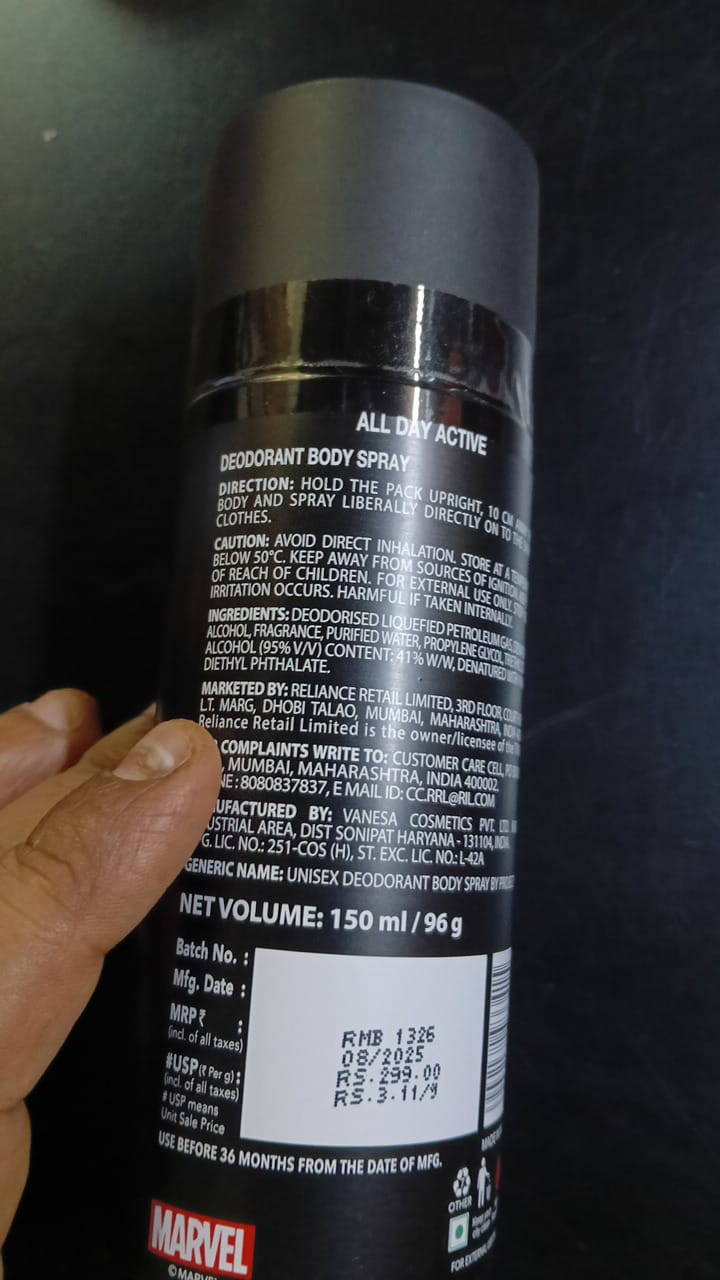 ALL DAY ACTIVE
DEODORANT BODY SPRAY
DIRECTION: HOLD THE PACK UPRIGHT, 10 CM
BODY AND SPRAY LIBERALLY DIRECTLY ON TO THE
CLOTHES.
CAUTION: AVOID DIRECT INHALATION. STORE AT A
BELOW 50°C. KEEP AWAY FROM SOURCES OF IGNITION.
OF REACH OF CHILDREN. FOR EXTERNAL USE ONLY.
IRRITATION OCCURS. HARMFUL IF TAKEN INTERNALLY.
INGREDIENTS: DEODORISED LIQUEFIED PETROLEUM GAS,
ALCOHOL, FRAGRANCE, PURIFIED WATER, PROPYLENE GLYCOL,
ALCOHOL (95% V/V) CONTENT: 41% W/W, DENATURED WITH
DIETHYL PHTHALATE.
MARKETED BY: RELIANCE RETAIL LIMITED, 3RD FLOOR,
L.T. MARG, DHOBI TALAO, MUMBAI, MAHARASHTRA,
Reliance Retail Limited is the owner/licensee of the
COMPLAINTS WRITE TO: CUSTOMER CARE CELL,
MUMBAI, MAHARASHTRA, INDIA 400002.
: 8080837837, E MAIL ID: CC.RRL@RIL.COM
BY: VANESA COSMETICS PVT. LTD.
AREA, DIST SONIPAT HARYANA - 131104, INDIA.
LIC. NO.: 251-COS (H), ST. EXC. LIC. NO.: L-42A
GENERIC NAME: UNISEX DEODORANT BODY SPRAY BY
NET VOLUME: 150 ml / 96 g
Batch No. : RMB 1326
Mfg. Date : 08/2025
MRP ₹ : RS.299.00
(incl. of all taxes)
#USP (₹ Per g) : RS.3.11/9
(incl. of all taxes)
# USP means
Unit Sale Price
USE BEFORE 36 MONTHS FROM THE DATE OF MFG.
OTHER
MARVEL
© MARVEL